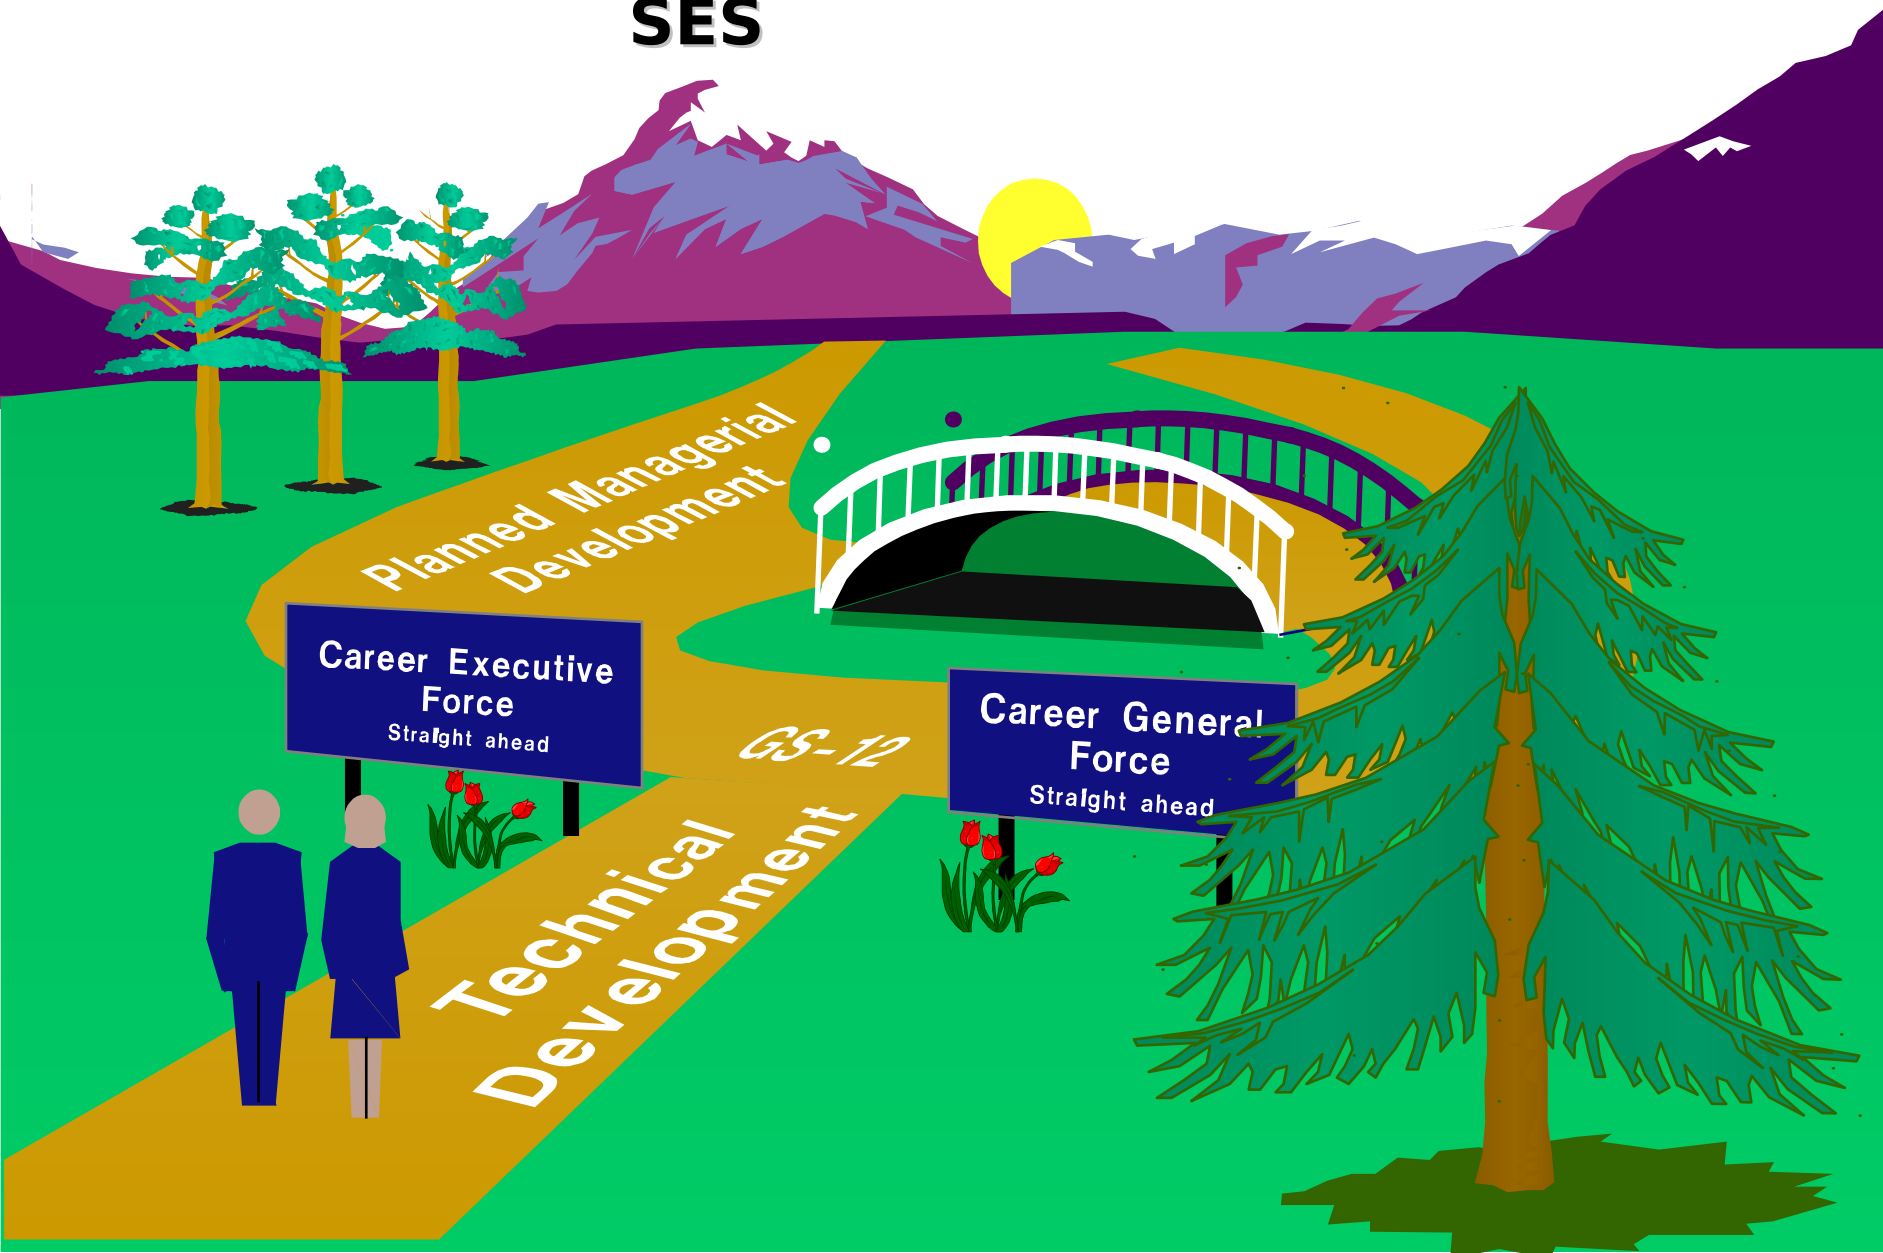 SES
Planned Managerial
Development
Career Executive
Force
Straight ahead
GS-12
Career General
Force
Straight ahead
Technical
Development